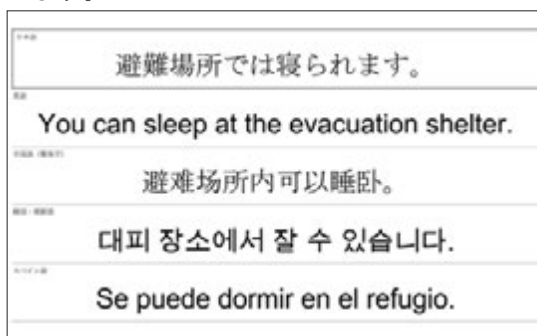 避難場所では寝られます。
You can sleep at the evacuation shelter.
避难场所内可以睡卧。
대피 장소에서 잘 수 있습니다.
Se puede dormir en el refugio.